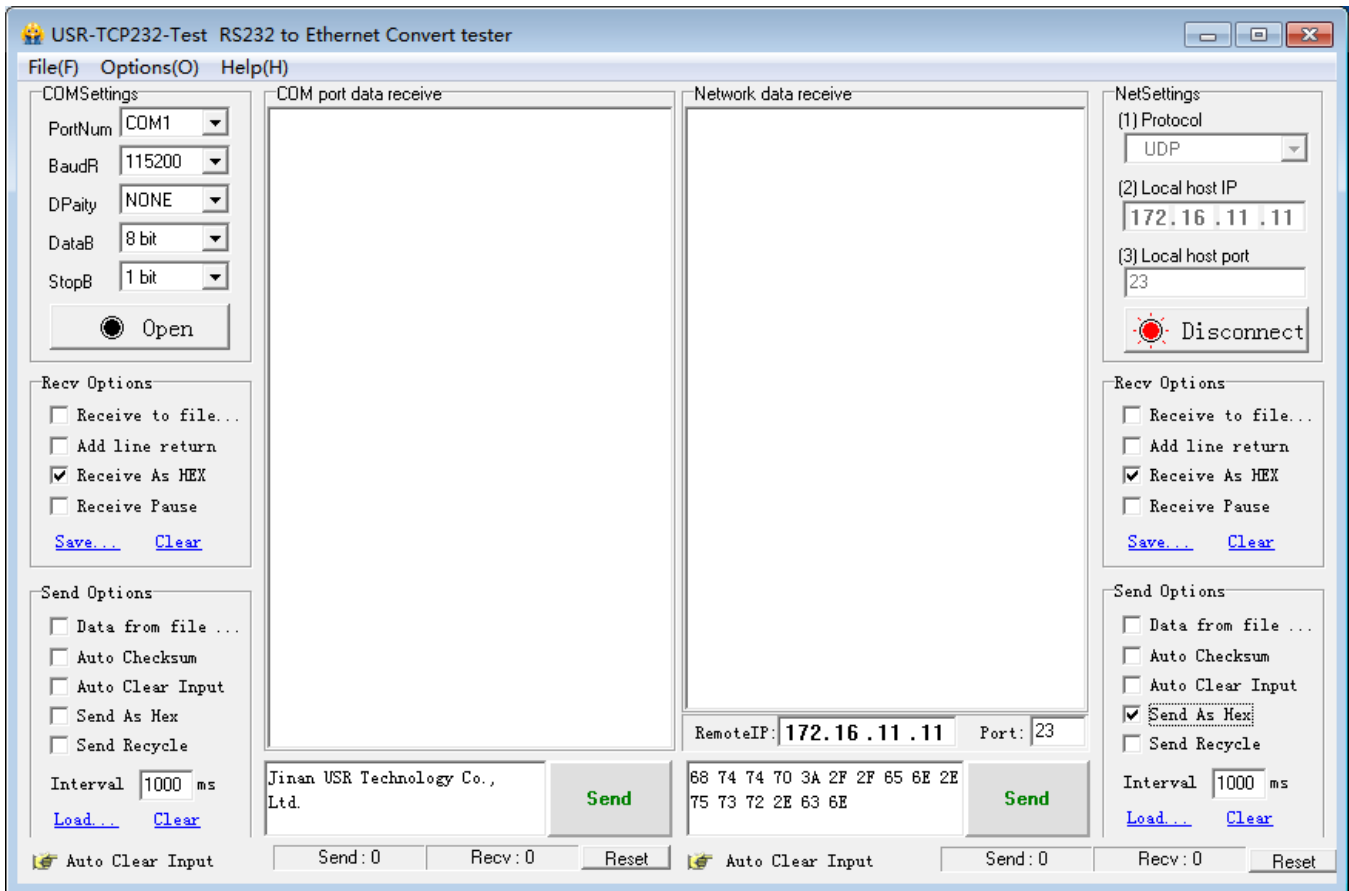 USR-TCP232-Test RS232 to Ethernet Convert tester
File(F) Options(O) Help(H)
COMSettings
PortNum COM1
BaudR 115200
DPaity NONE
DataB 8 bit
StopB 1 bit
Open
Recv Options
Receive to file...
Add line return
Receive As HEX
Receive Pause
Save... Clear
Send Options
Data from file ...
Auto Checksum
Auto Clear Input
Send As Hex
Send Recycle
Interval 1000 ms
Load... Clear
COM port data receive
Jinan USR Technology Co.,
Ltd.
Send
Auto Clear Input Send : 0 Recv : 0 Reset
Network data receive
RemoteIP: 172.16 .11 .11 Port: 23
68 74 74 70 3A 2F 2F 65 6E 2E
75 73 72 2E 63 6E
Send
Auto Clear Input Send : 0 Recv : 0 Reset
NetSettings
(1) Protocol
UDP
(2) Local host IP
172.16 .11 .11
(3) Local host port
23
Disconnect
Recv Options
Receive to file...
Add line return
Receive As HEX
Receive Pause
Save... Clear
Send Options
Data from file ...
Auto Checksum
Auto Clear Input
Send As Hex
Send Recycle
Interval 1000 ms
Load... Clear